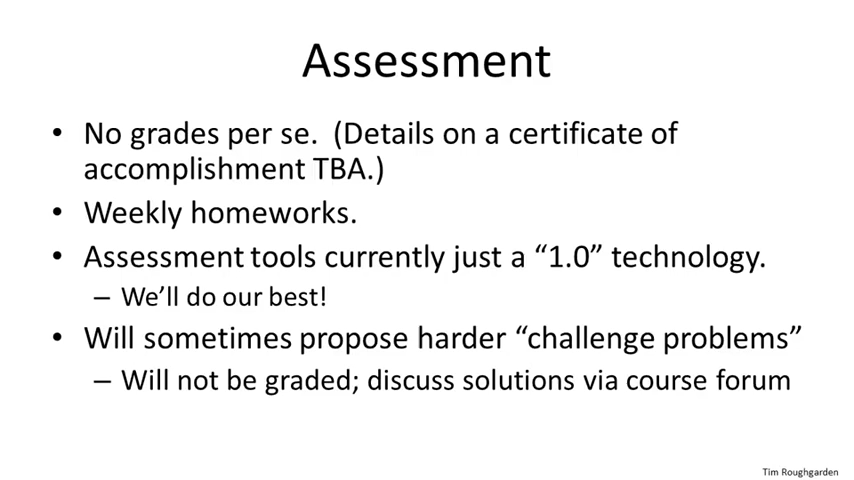 Assessment
• No grades per se. (Details on a certificate of
accomplishment TBA.)
• Weekly homeworks.
• Assessment tools currently just a “1.0” technology.
– We’ll do our best!
• Will sometimes propose harder “challenge problems”
– Will not be graded; discuss solutions via course forum
Tim Roughgarden